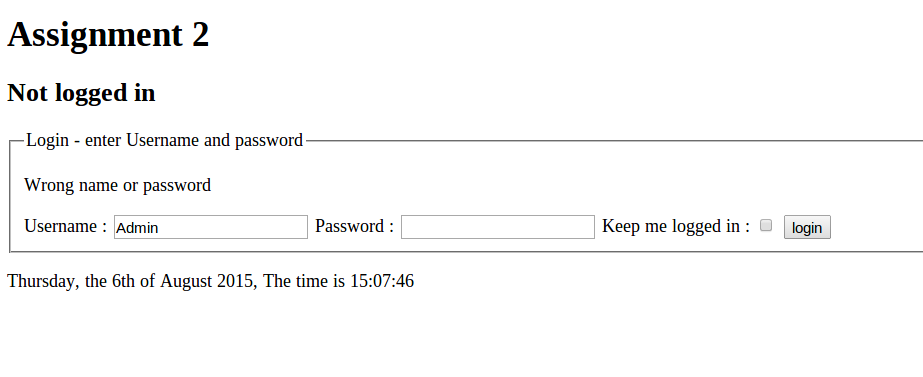 Assignment 2
Not logged in
Login - enter Username and password
Wrong name or password
Username : Admin Password : Keep me logged in : login
Thursday, the 6th of August 2015, The time is 15:07:46